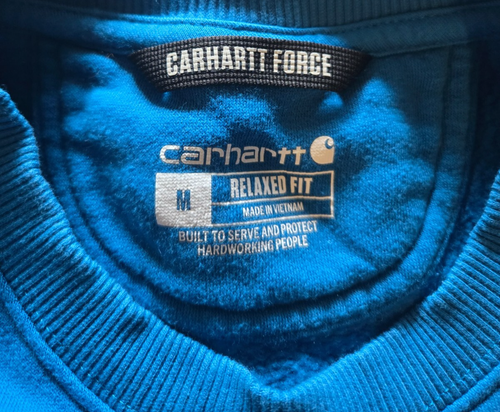 CARHARTT FORCE
carhartt
M
RELAXED FIT
MADE IN VIETNAM
BUILT TO SERVE AND PROTECT
HARDWORKING PEOPLE